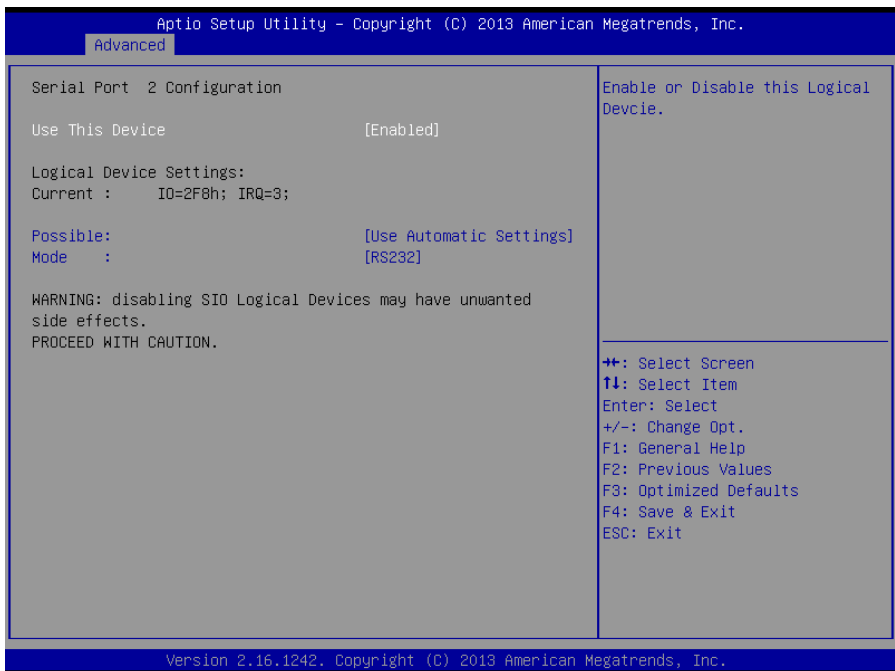 Aptio Setup Utility – Copyright (C) 2013 American Megatrends, Inc.
Advanced
Serial Port  2 Configuration
Use This Device [Enabled]
Logical Device Settings:
Current :    IO=2F8h; IRQ=3;
Possible: [Use Automatic Settings]
Mode    : [RS232]
WARNING: disabling SIO Logical Devices may have unwanted
side effects.
PROCEED WITH CAUTION.
Enable or Disable this Logical
Devcie.
→←: Select Screen
↑↓: Select Item
Enter: Select
+/-: Change Opt.
F1: General Help
F2: Previous Values
F3: Optimized Defaults
F4: Save & Exit
ESC: Exit
Version 2.16.1242. Copyright (C) 2013 American Megatrends, Inc.